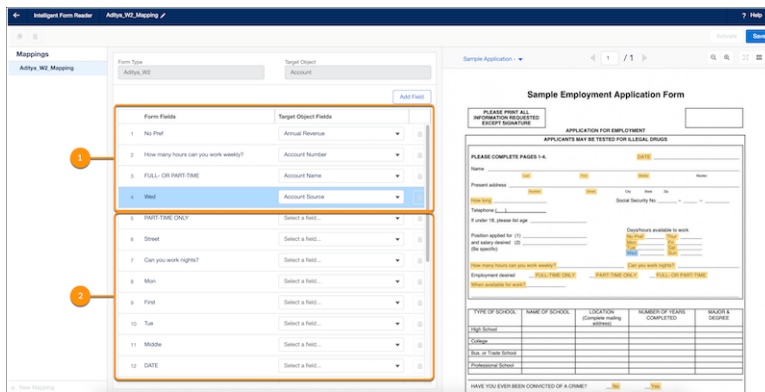 Intelligent Form Reader Aditya_W2_Mapping ? Help
Activate Save
Mappings
Aditya_W2_Mapping
Form Type Target Object
Aditya_W2 Account
Add Field
Form Fields Target Object Fields
1 No Pref Annual Revenue
2 How many hours can you work weekly? Account Number
3 FULL- OR PART-TIME Account Name
4 Wed Account Source
5 PART-TIME ONLY Select a field...
6 Street Select a field...
7 Can you work nights? Select a field...
8 Mon Select a field...
9 First Select a field...
10 Tue Select a field...
11 Middle Select a field...
12 DATE Select a field...
1
2
+ New Mapping
Sample Application - 1 / 1
Sample Employment Application Form
PLEASE PRINT ALL
INFORMATION REQUESTED
EXCEPT SIGNATURE
APPLICATION FOR EMPLOYMENT
APPLICANTS MAY BE TESTED FOR ILLEGAL DRUGS
PLEASE COMPLETE PAGES 1-4. DATE
Name
Last First Middle Maiden
Present address
Number Street City State Zip
How long Social Security No.
Telephone ( )
If under 18, please list age
Days/hours available to work
Position applied for (1) No Pref Thur
and salary desired (2) Mon Fri
(Be specific) Tue Sat
Wed Sun
How many hours can you work weekly? Can you work nights?
Employment desired FULL-TIME ONLY PART-TIME ONLY FULL- OR PART-TIME
When available for work?
TYPE OF SCHOOL NAME OF SCHOOL LOCATION NUMBER OF YEARS MAJOR &
(Complete mailing COMPLETED DEGREE
address)
High School
College
Bus. or Trade School
Professional School
HAVE YOU EVER BEEN CONVICTED OF A CRIME? No Yes